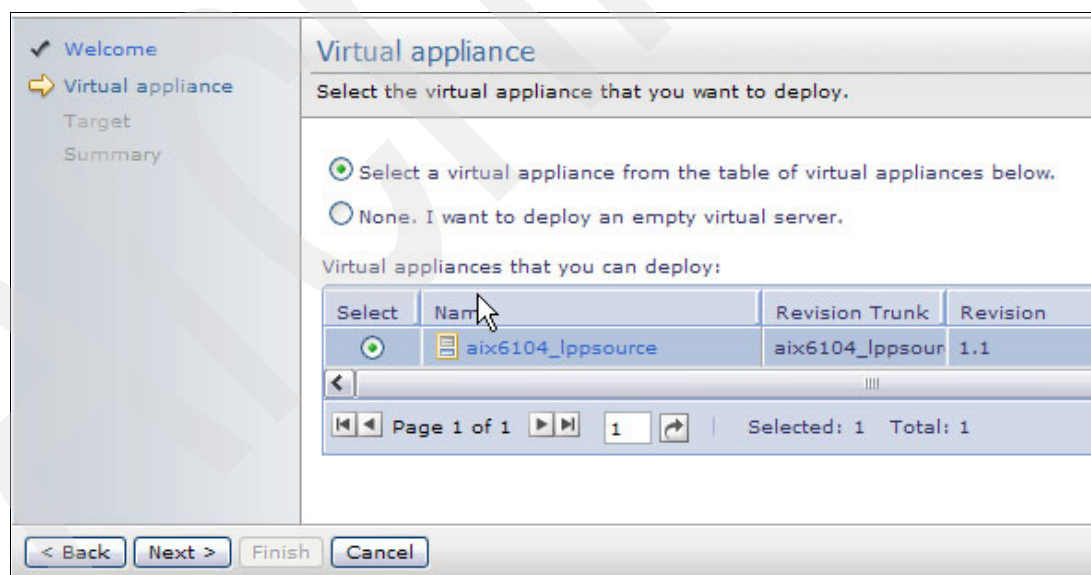 Welcome
Virtual appliance
Target
Summary
Virtual appliance
Select the virtual appliance that you want to deploy.
Select a virtual appliance from the table of virtual appliances below.
None. I want to deploy an empty virtual server.
Virtual appliances that you can deploy:
Select Nam Revision Trunk Revision
aix6104_lppsource aix6104_lppsour 1.1
Page 1 of 1 1 Selected: 1 Total: 1
< Back Next > Finish Cancel